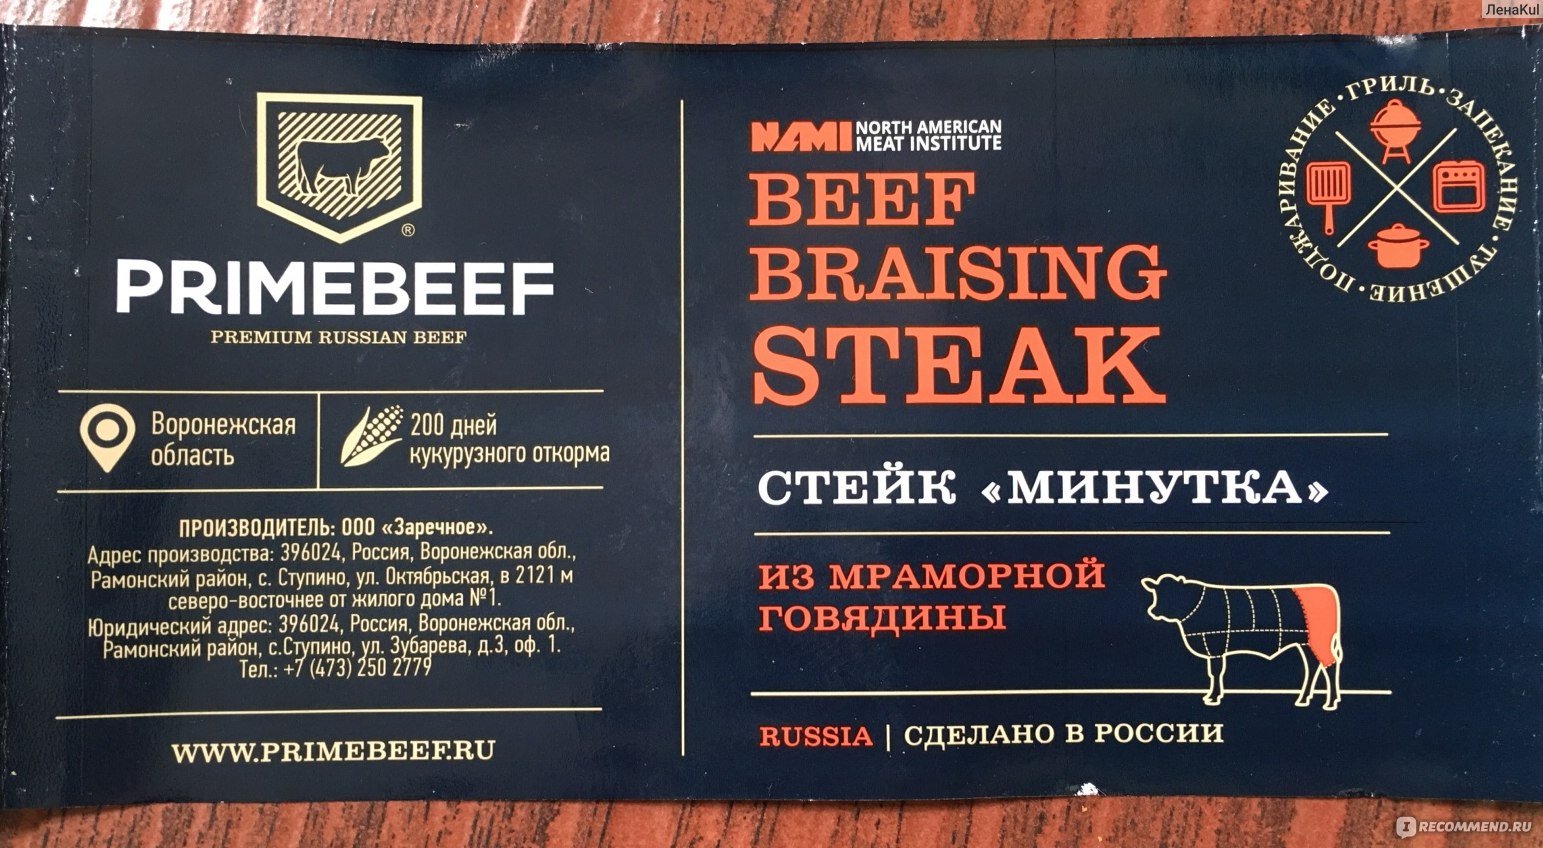 ЛенаKul
®
PRIMEBEEF
PREMIUM RUSSIAN BEEF
Воронежская
область
200 дней
кукурузного откорма
ПРОИЗВОДИТЕЛЬ: ООО «Заречное».
Адрес производства: 396024, Россия, Воронежская обл.,
Рамонский район, с. Ступино, ул. Октябрьская, в 2121 м
северо-восточнее от жилого дома №1.
Юридический адрес: 396024, Россия, Воронежская обл.,
Рамонский район, с.Ступино, ул. Зубарева, д.3, оф. 1.
Тел.: +7 (473) 250 2779
WWW.PRIMEBEEF.RU
NAMI NORTH AMERICAN
MEAT INSTITUTE
BEEF
BRAISING
STEAK
СТЕЙК «МИНУТКА»
ИЗ МРАМОРНОЙ
ГОВЯДИНЫ
RUSSIA | СДЕЛАНО В РОССИИ
ПОДЖАРИВАНИЕ · ГРИЛЬ · ЗАПЕКАНИЕ · ТУШЕНИЕ ·
IRECOMMEND.RU